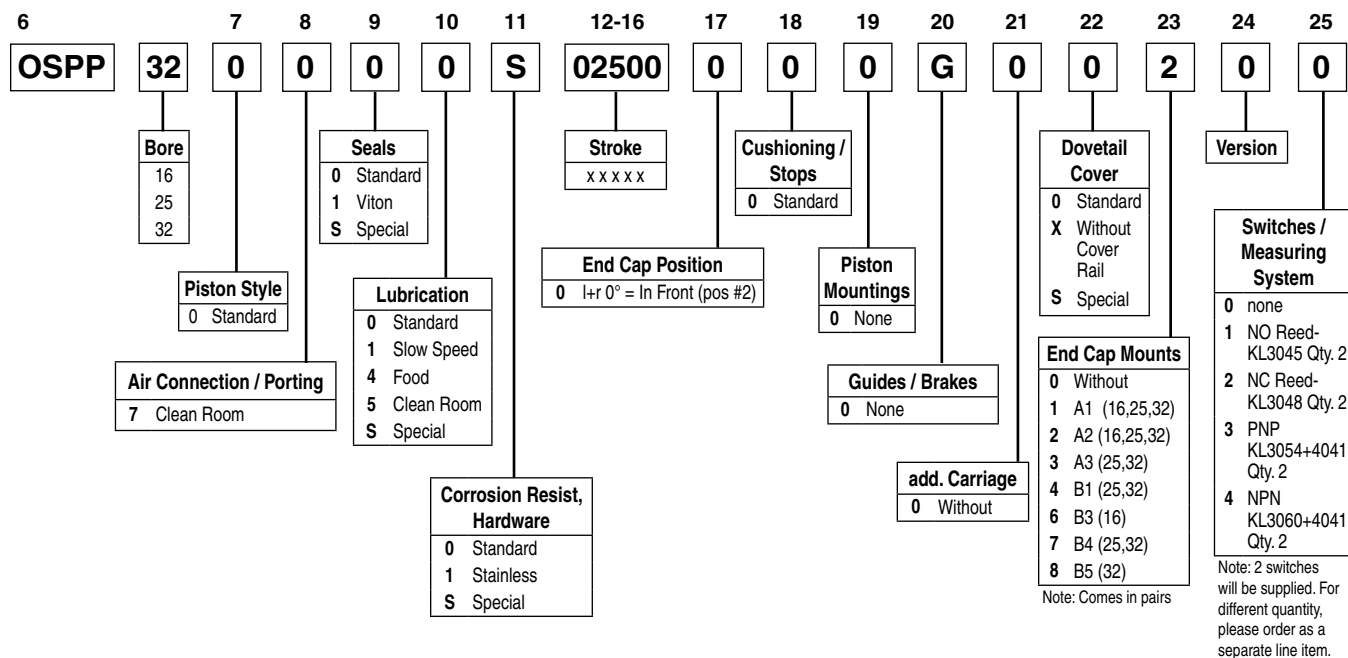 6 7 8 9 10 11 12-16 17 18 19 20 21 22 23 24 25
OSPP 32 0 0 0 0 S 02500 0 0 0 G 0 0 2 0 0
Bore
16
25
32
Piston Style
0 Standard
Air Connection / Porting
7 Clean Room
Seals
0 Standard
1 Viton
S Special
Lubrication
0 Standard
1 Slow Speed
4 Food
5 Clean Room
S Special
Corrosion Resist,
Hardware
0 Standard
1 Stainless
S Special
Stroke
x x x x x
End Cap Position
0 l+r 0° = In Front (pos #2)
Cushioning /
Stops
0 Standard
Piston
Mountings
0 None
Guides / Brakes
0 None
add. Carriage
0 Without
Dovetail
Cover
0 Standard
X Without
Cover
Rail
S Special
End Cap Mounts
0 Without
1 A1 (16,25,32)
2 A2 (16,25,32)
3 A3 (25,32)
4 B1 (25,32)
6 B3 (16)
7 B4 (25,32)
8 B5 (32)
Note: Comes in pairs
Version
Switches /
Measuring
System
0 none
1 NO Reed-
KL3045 Qty. 2
2 NC Reed-
KL3048 Qty. 2
3 PNP
KL3054+4041
Qty. 2
4 NPN
KL3060+4041
Qty. 2
Note: 2 switches
will be supplied. For
different quantity,
please order as a
separate line item.